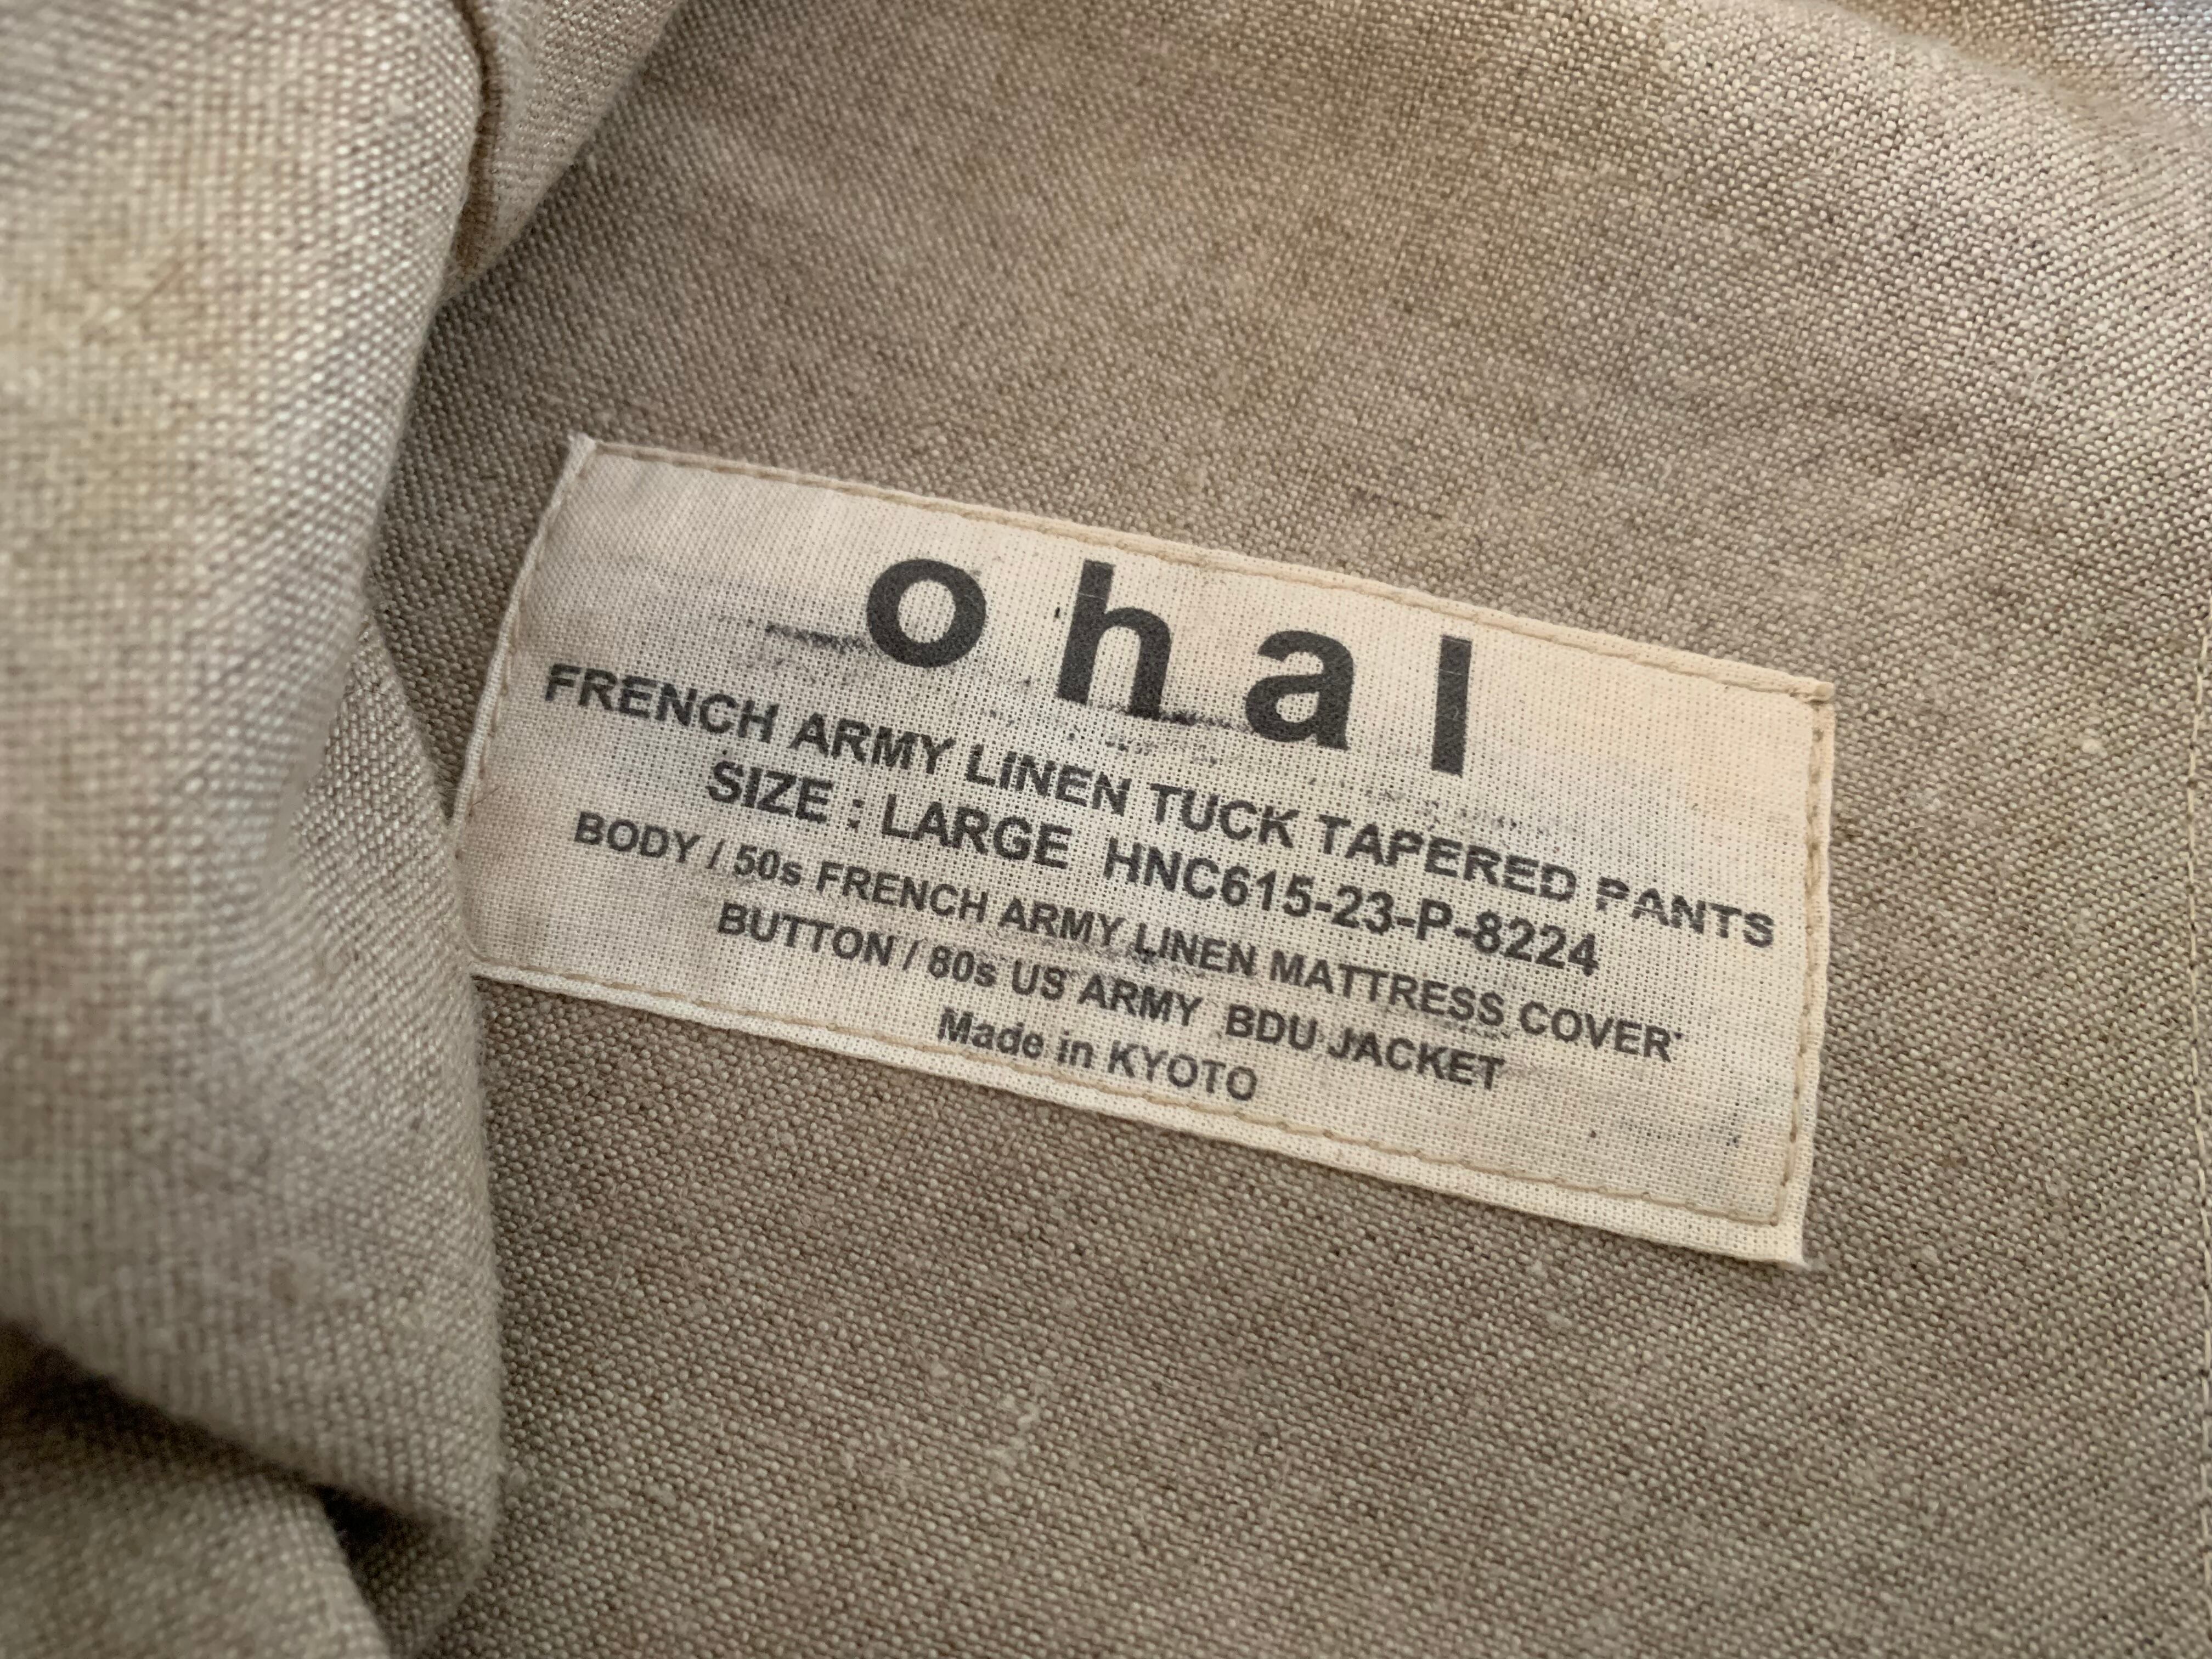 ohal
FRENCH ARMY LINEN TUCK TAPERED PANTS
SIZE : LARGE HNC615-23-P-8224
BODY / 50s FRENCH ARMY LINEN MATTRESS COVER
BUTTON / 80s US ARMY BDU JACKET
Made in KYOTO